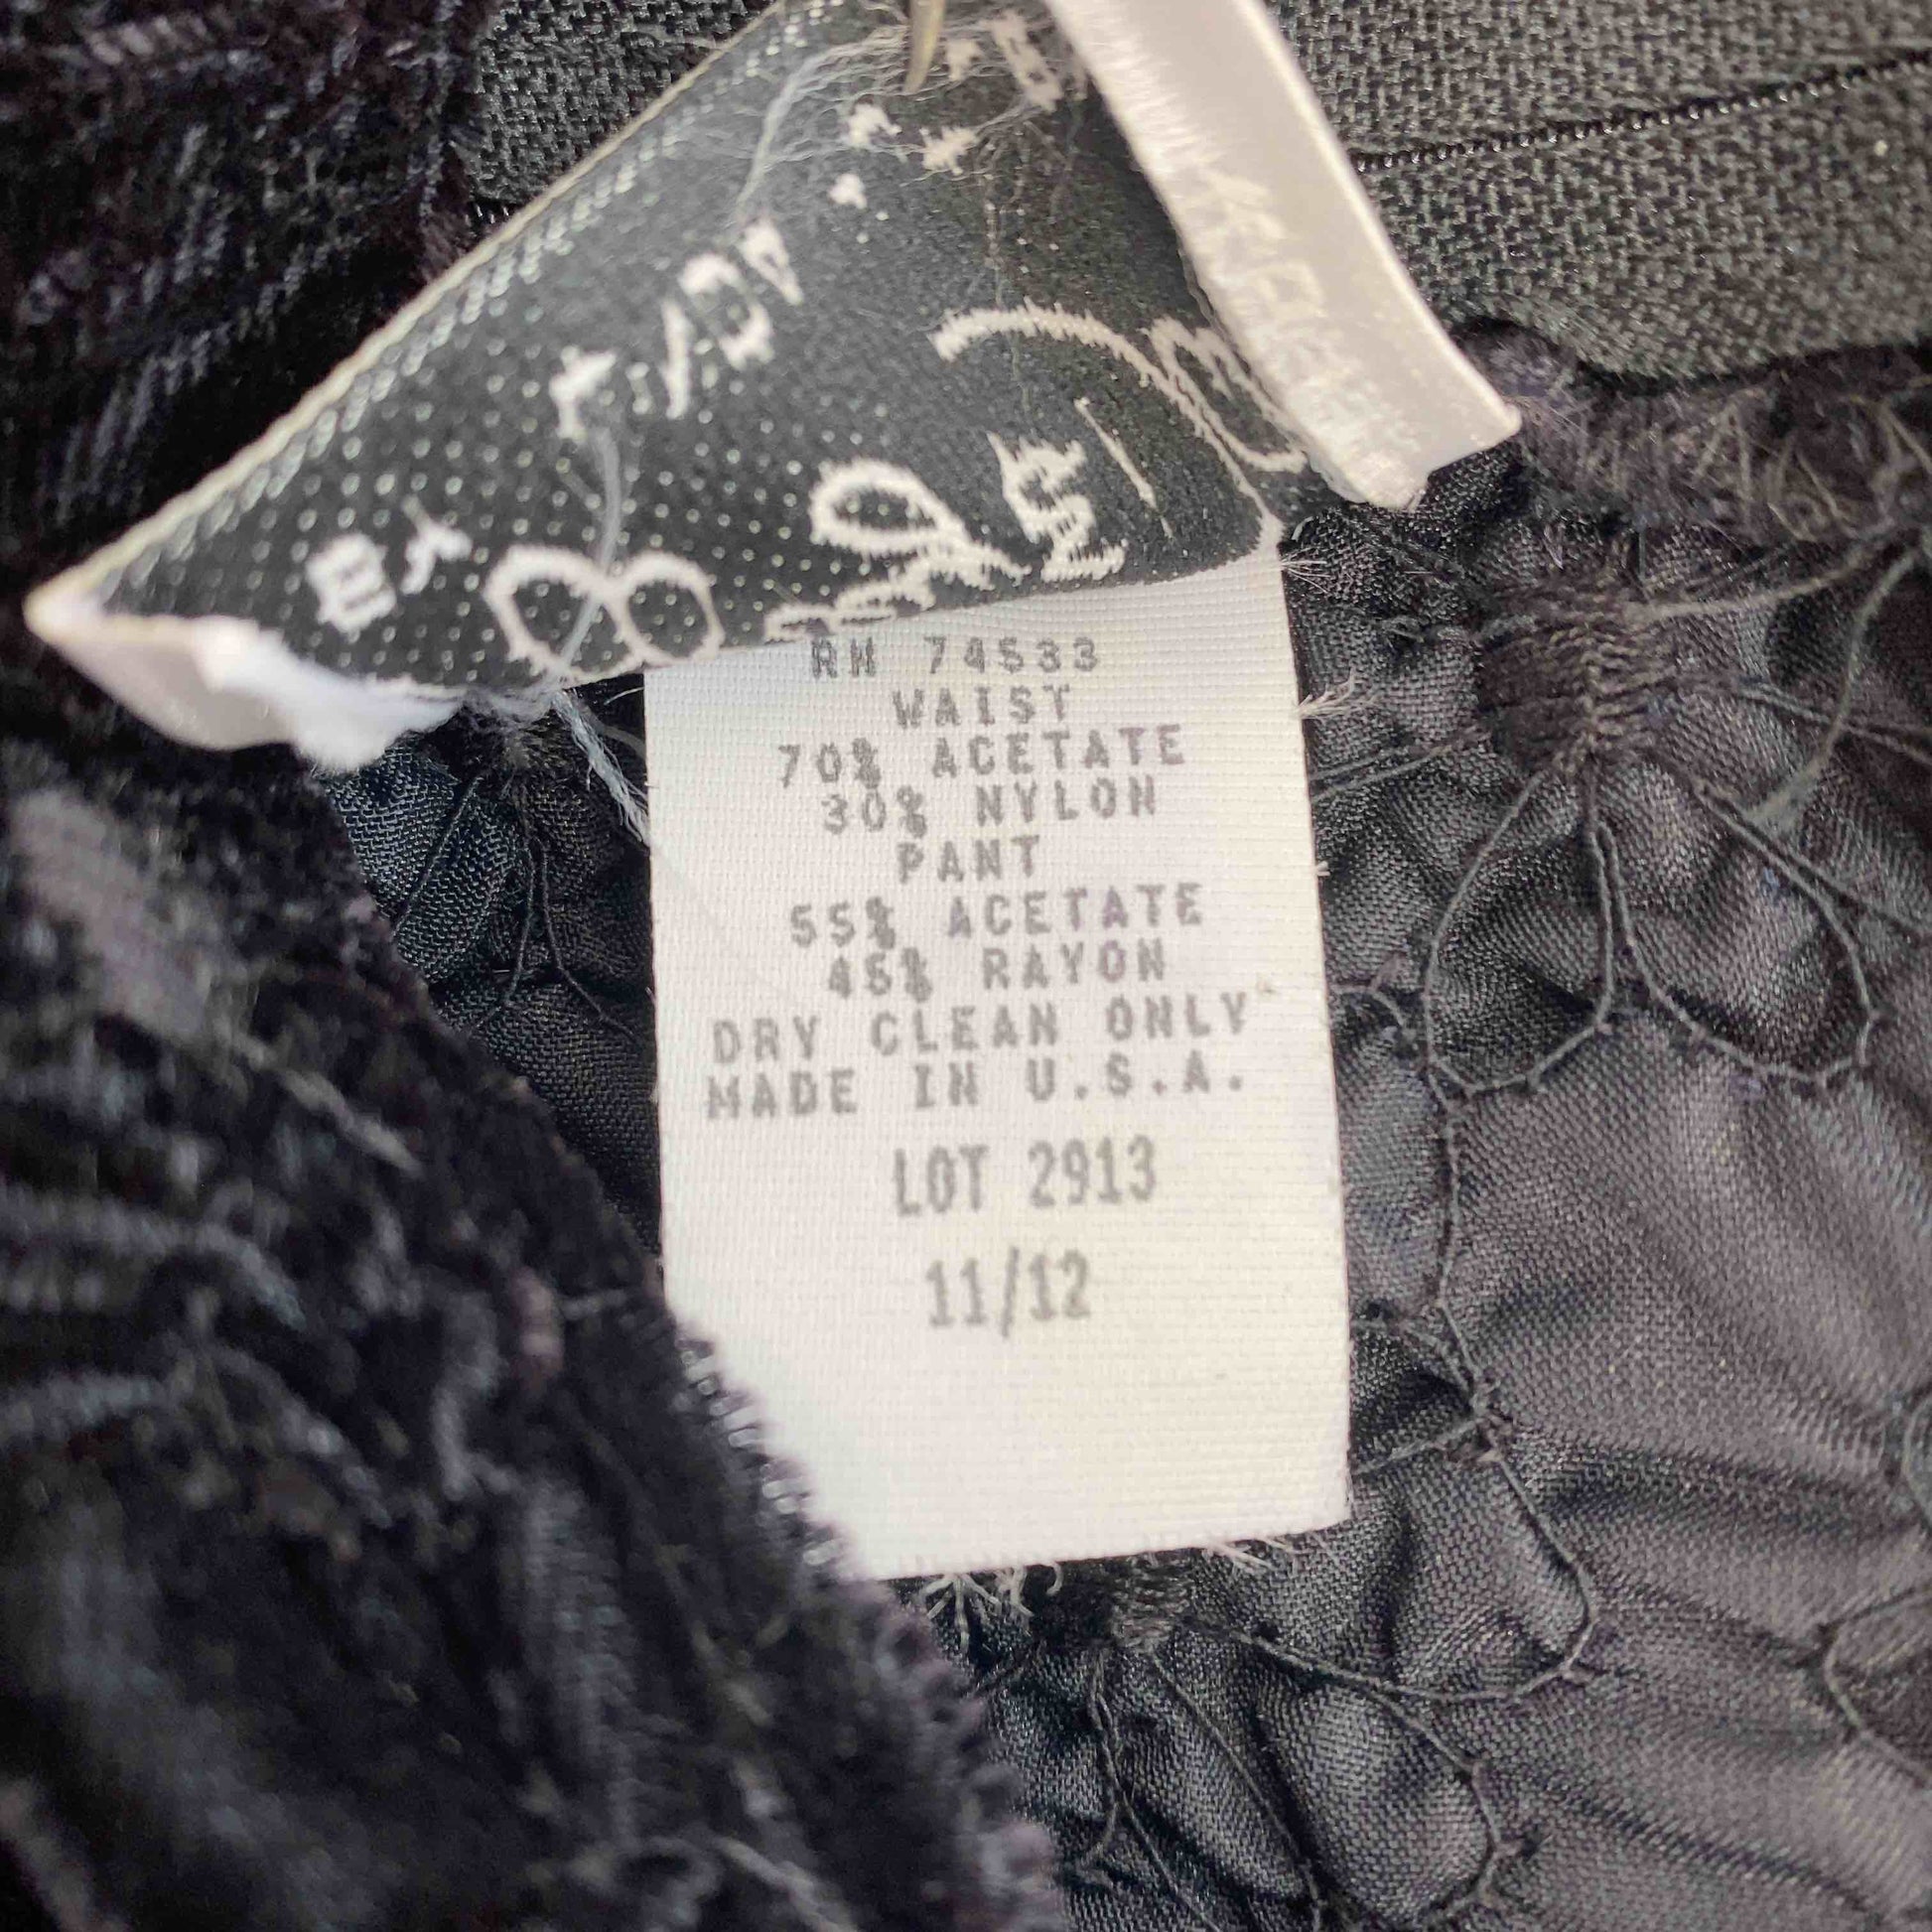 RN 74533
WAIST
70% ACETATE
30% NYLON
PANT
55% ACETATE
45% RAYON
DRY CLEAN ONLY
MADE IN U.S.A.
LOT 2913
11/12